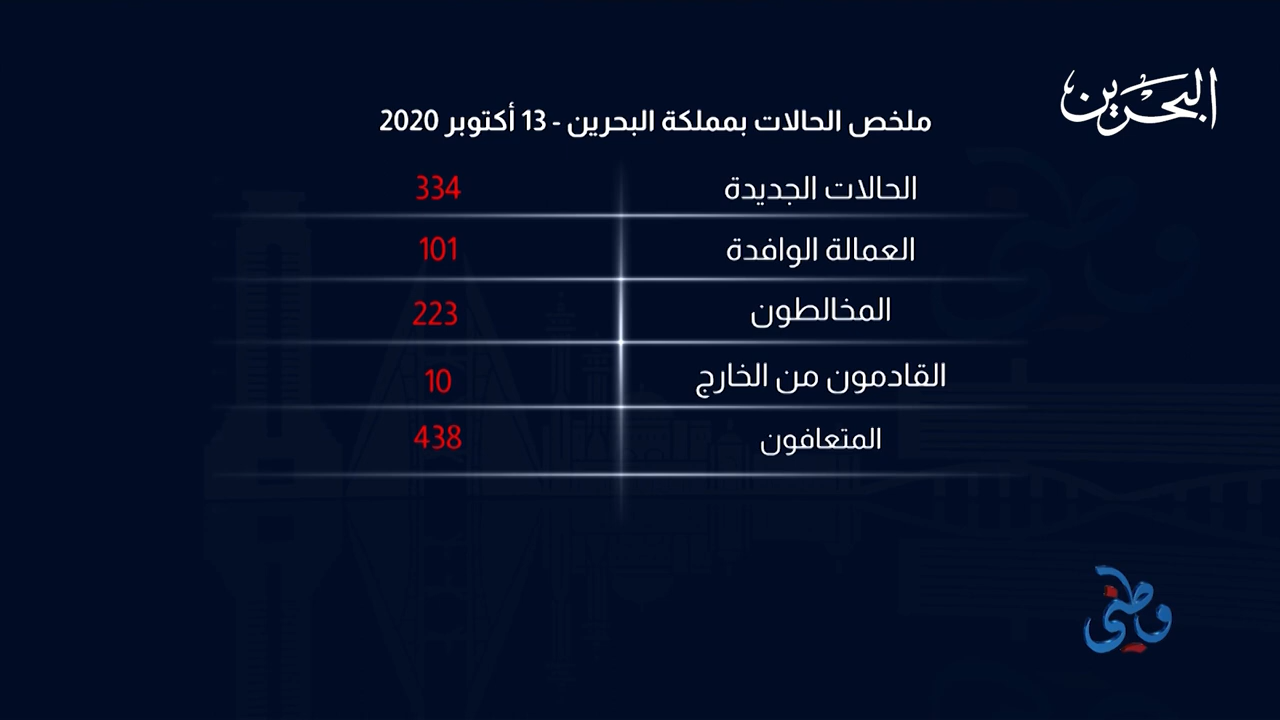 البحرين
ملخص الحالات بمملكة البحرين - 13 أكتوبر 2020
الحالات الجديدة 334
العمالة الوافدة 101
المخالطون 223
القادمون من الخارج 10
المتعافون 438
وطني